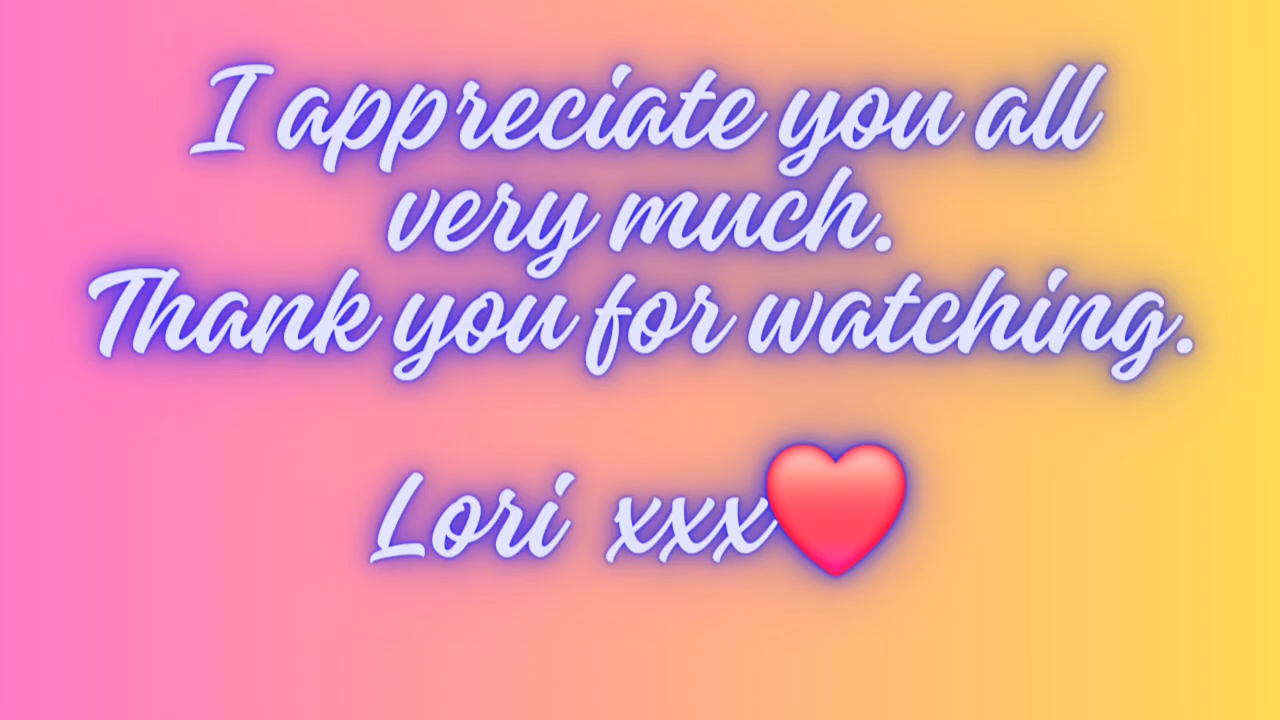 I appreciate you all
very much.
Thank you for watching.
Lori xxx❤️